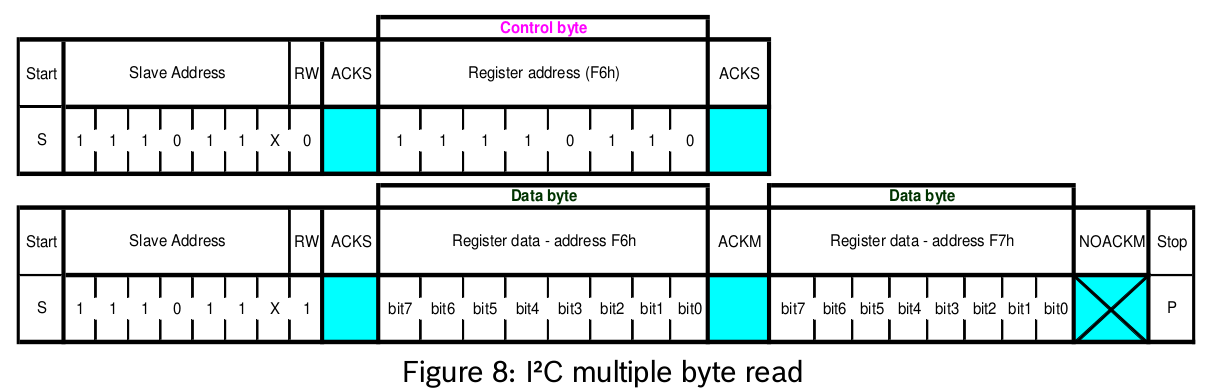 Control byte
Start Slave Address RW ACKS Register address (F6h) ACKS
S 1 1 1 0 1 1 X 0 1 1 1 1 0 1 1 0
Data byte Data byte
Start Slave Address RW ACKS Register data - address F6h ACKM Register data - address F7h NOACKM Stop
S 1 1 1 0 1 1 X 1 bit7 bit6 bit5 bit4 bit3 bit2 bit1 bit0 bit7 bit6 bit5 bit4 bit3 bit2 bit1 bit0 P
Figure 8: I²C multiple byte read